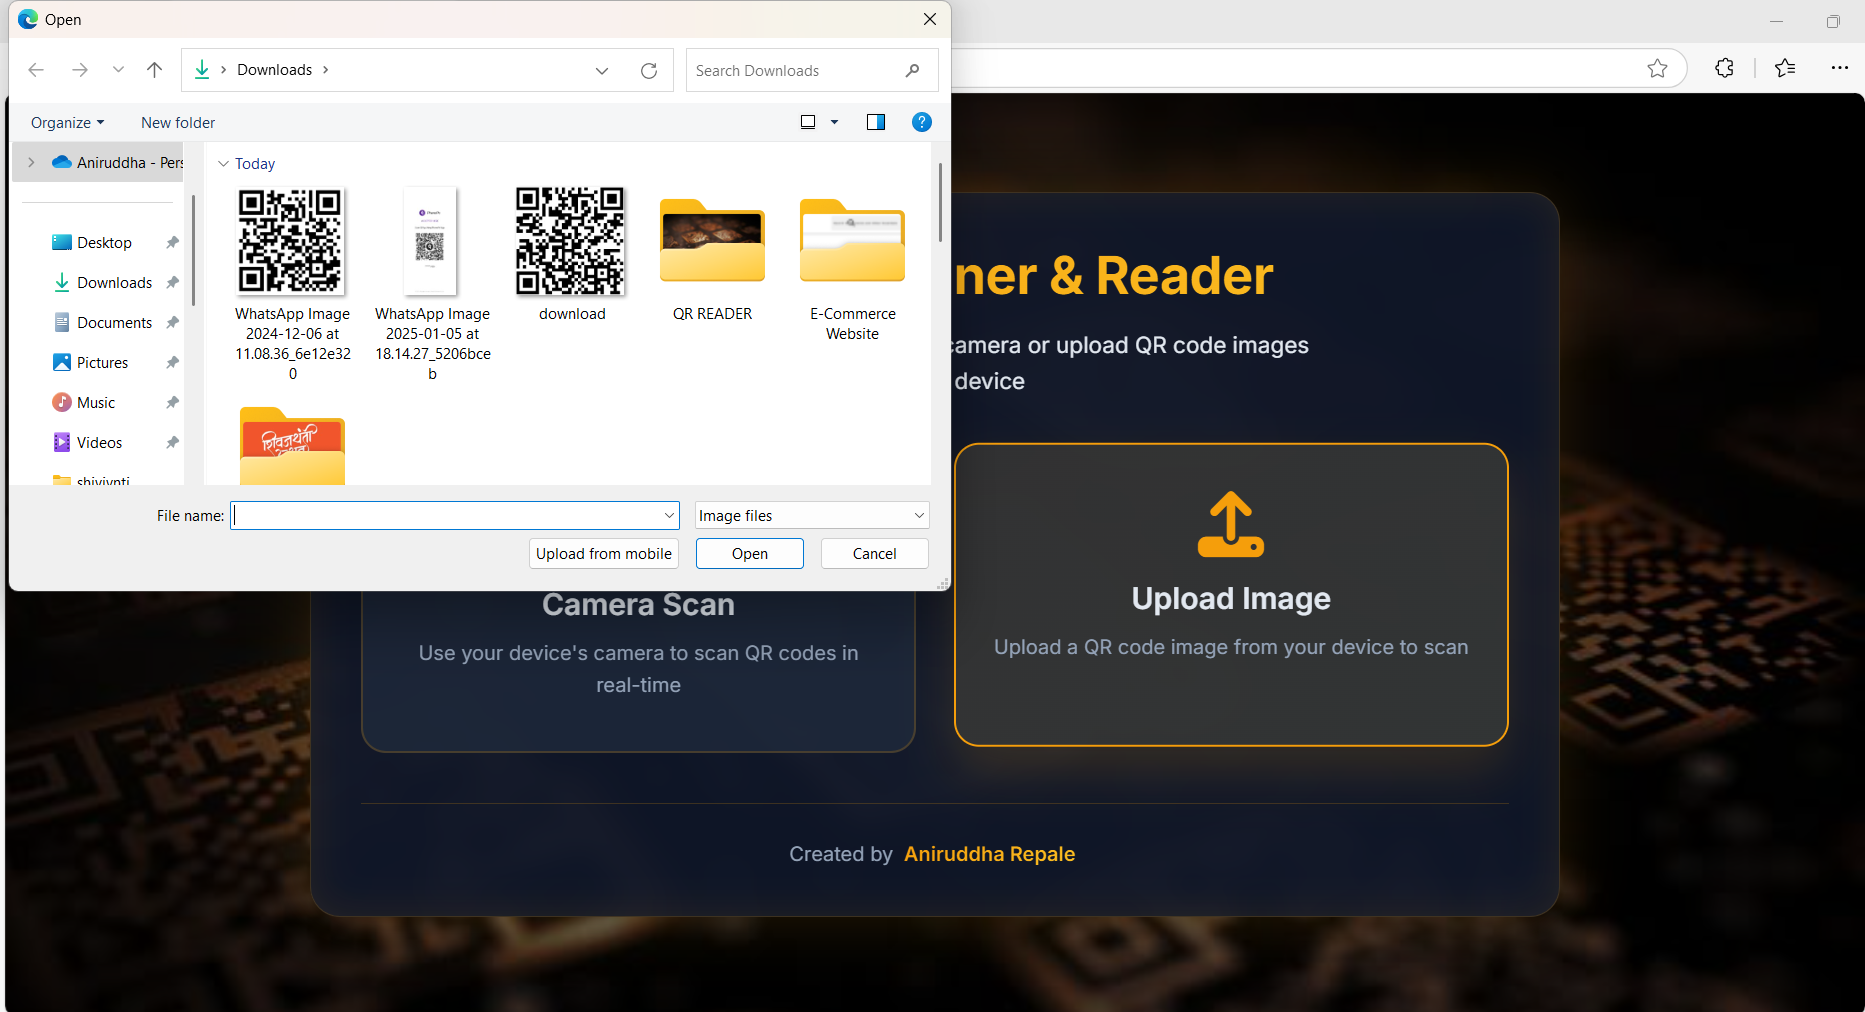 Open
Downloads
Search Downloads
Organize
New folder
?
Aniruddha - Pers
Desktop
Downloads
Documents
Pictures
Music
Videos
shivjynti
Today
WhatsApp Image
2024-12-06 at
11.08.36_6e12e32
0
WhatsApp Image
2025-01-05 at
18.14.27_5206bce
b
download
QR READER
E-Commerce
Website
शिवजयंती
File name:
Image files
Upload from mobile
Open
Cancel
ner & Reader
camera or upload QR code images
device
Camera Scan
Use your device's camera to scan QR codes in
real-time
Upload Image
Upload a QR code image from your device to scan
Created by Aniruddha Repale